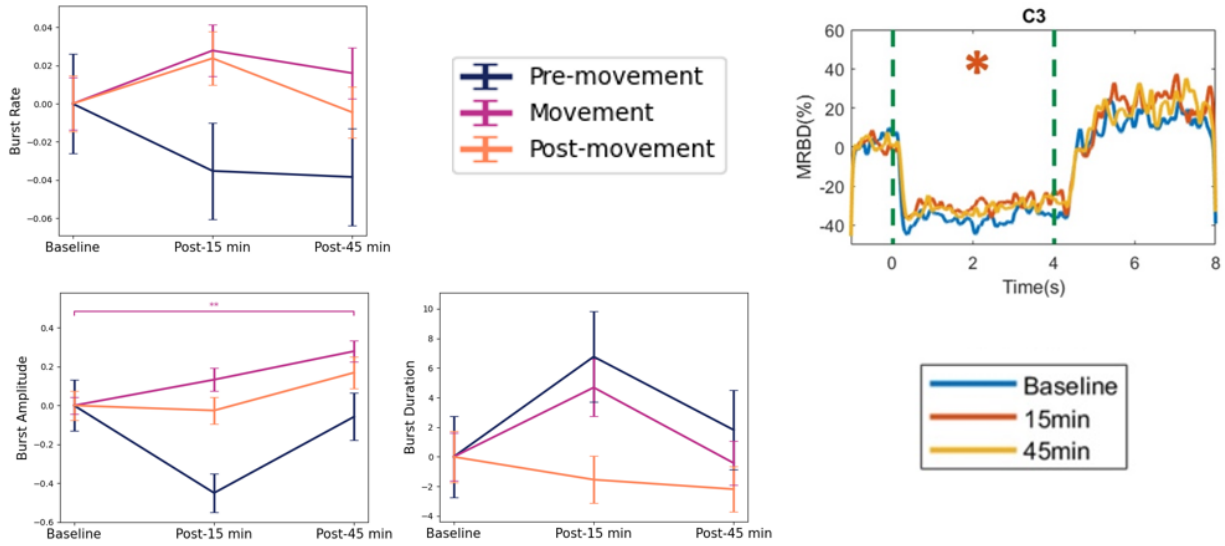 0.04
0.02
0.00
−0.02
−0.04
−0.06
Burst Rate
Baseline
Post-15 min
Post-45 min
Pre-movement
Movement
Post-movement
C3
*
60
40
20
0
-20
-40
MRBD(%)
0
2
4
6
8
Time(s)
**
0.4
0.2
0.0
−0.2
−0.4
−0.6
Burst Amplitude
Baseline
Post-15 min
Post-45 min
10
8
6
4
2
0
−2
−4
Burst Duration
Baseline
Post-15 min
Post-45 min
Baseline
15min
45min